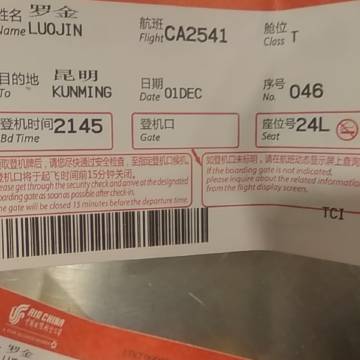 姓名 罗金 航班 舱位
Name LUOJIN Flight CA2541 Class T
目的地 昆明 日期 序号
To KUNMING Date 01DEC No. 046
登机时间 2145 登机口 座位号 24L
Bd Time Gate Seat
取登机牌后,请您尽快通过安全检查,至指定登机口候机。
登机口将于起飞时间前15分钟关闭。
Please get through the security check and arrive at the designated
boarding gate as soon as possible after check-in.
The gate will be closed 15 minutes before the departure time.
如登机口未标明,请在航班动态显示屏上查询
If the boarding gate is not indicated,
please inquire about the related information
from the flight display screen.
TCI
AIR CHINA
罗金